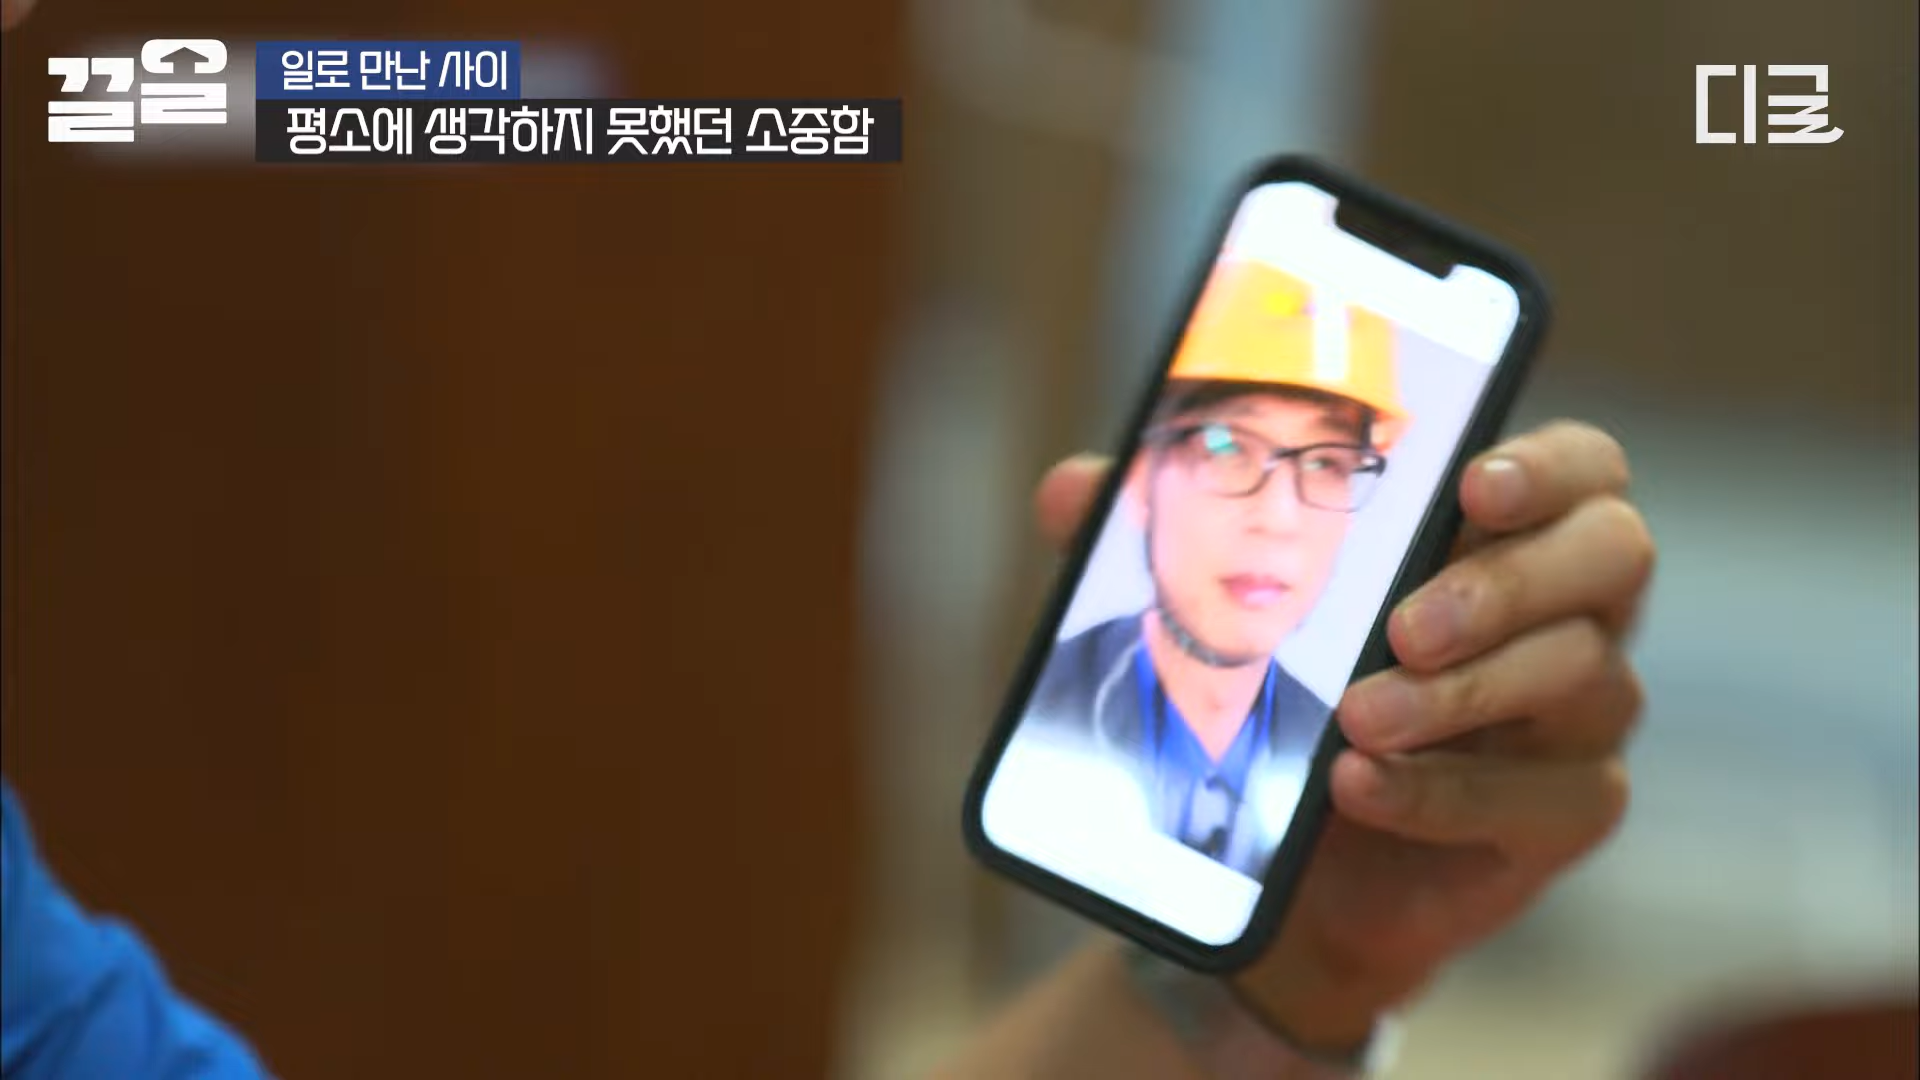 끌올
일로 만난 사이
평소에 생각하지 못했던 소중함
디글